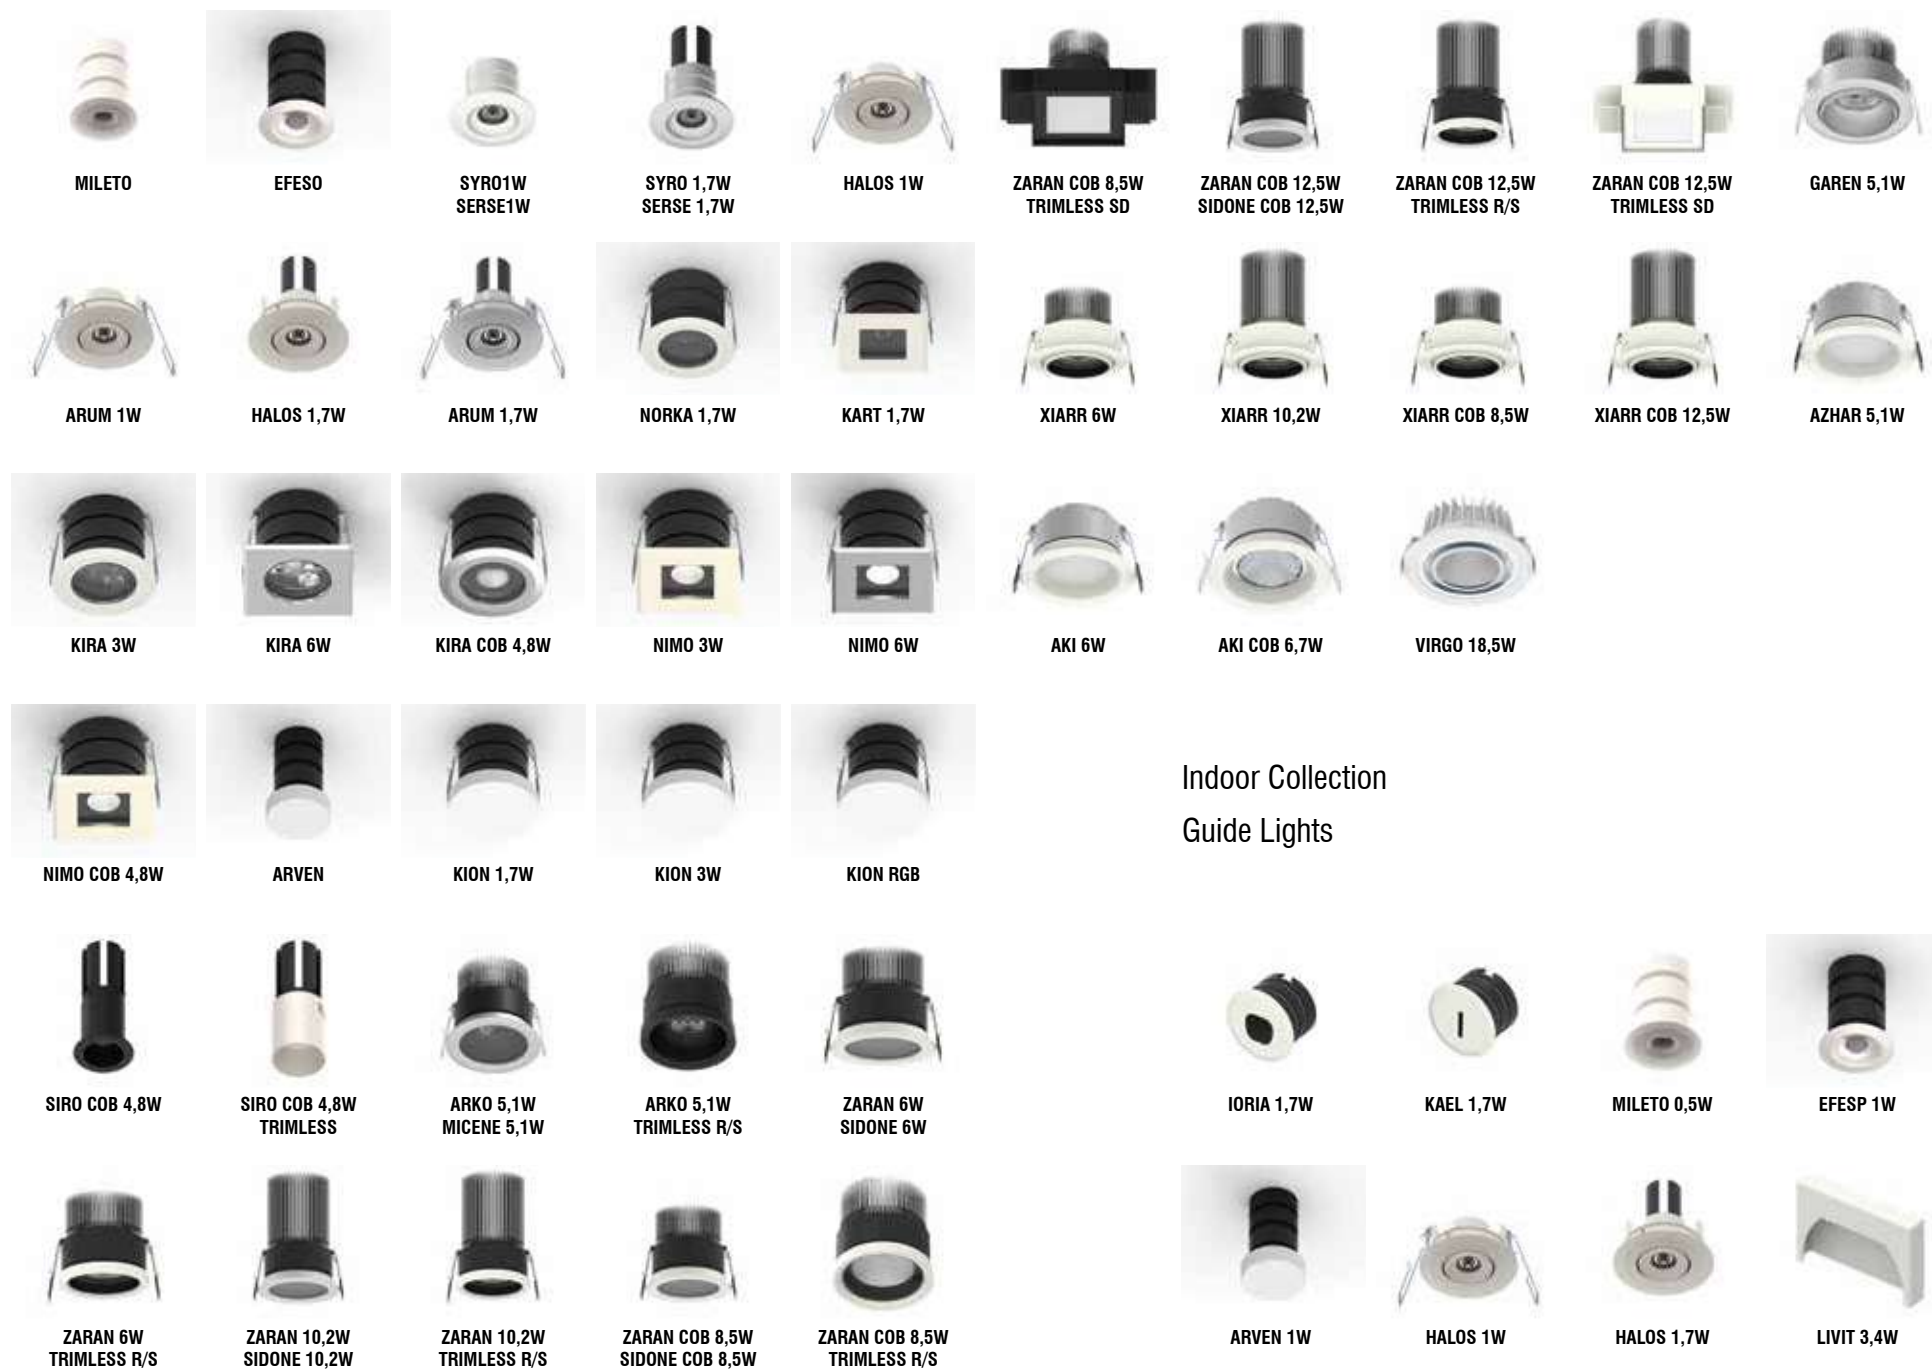 MILETO
EFESO
SYRO1W
SERSE1W
SYRO 1,7W
SERSE 1,7W
HALOS 1W
ZARAN COB 8,5W
TRIMLESS SD
ZARAN COB 12,5W
SIDONE COB 12,5W
ZARAN COB 12,5W
TRIMLESS R/S
ZARAN COB 12,5W
TRIMLESS SD
GAREN 5,1W
ARUM 1W
HALOS 1,7W
ARUM 1,7W
NORKA 1,7W
KART 1,7W
XIARR 6W
XIARR 10,2W
XIARR COB 8,5W
XIARR COB 12,5W
AZHAR 5,1W
KIRA 3W
KIRA 6W
KIRA COB 4,8W
NIMO 3W
NIMO 6W
AKI 6W
AKI COB 6,7W
VIRGO 18,5W
NIMO COB 4,8W
ARVEN
KION 1,7W
KION 3W
KION RGB
Indoor Collection
Guide Lights
SIRO COB 4,8W
SIRO COB 4,8W
TRIMLESS
ARKO 5,1W
MICENE 5,1W
ARKO 5,1W
TRIMLESS R/S
ZARAN 6W
SIDONE 6W
IORIA 1,7W
KAEL 1,7W
MILETO 0,5W
EFESP 1W
ZARAN 6W
TRIMLESS R/S
ZARAN 10,2W
SIDONE 10,2W
ZARAN 10,2W
TRIMLESS R/S
ZARAN COB 8,5W
SIDONE COB 8,5W
ZARAN COB 8,5W
TRIMLESS R/S
ARVEN 1W
HALOS 1W
HALOS 1,7W
LIVIT 3,4W